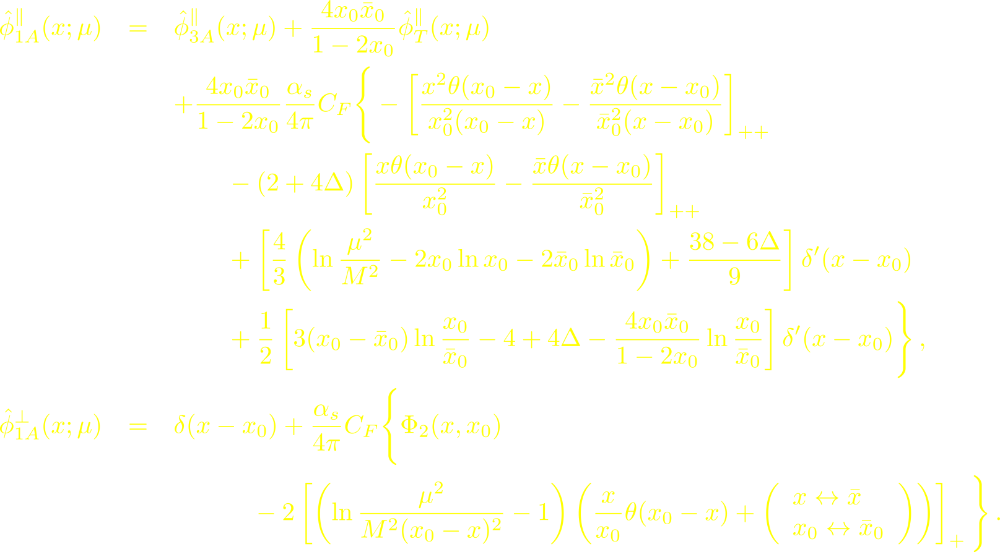 \hat{\phi}_{1A}^{\parallel}(x;\mu) = \hat{\phi}_{3A}^{\parallel}(x;\mu) + \frac{4x_0\bar{x}_0}{1-2x_0}\hat{\phi}_{T}^{\parallel}(x;\mu)
+\frac{4x_0\bar{x}_0}{1-2x_0}\frac{\alpha_s}{4\pi}C_F\Bigg\{ -\left[\frac{x^2\theta(x_0-x)}{x_0^2(x_0-x)} - \frac{\bar{x}^2\theta(x-x_0)}{\bar{x}_0^2(x-x_0)}\right]_{++}
-(2+4\Delta)\left[\frac{x\theta(x_0-x)}{x_0^2} - \frac{\bar{x}\theta(x-x_0)}{\bar{x}_0^2}\right]_{++}
+\left[\frac{4}{3}\left(\ln\frac{\mu^2}{M^2} - 2x_0\ln x_0 - 2\bar{x}_0\ln\bar{x}_0\right) + \frac{38-6\Delta}{9}\right]\delta'(x-x_0)
+\frac{1}{2}\left[3(x_0-\bar{x}_0)\ln\frac{x_0}{\bar{x}_0} - 4 + 4\Delta - \frac{4x_0\bar{x}_0}{1-2x_0}\ln\frac{x_0}{\bar{x}_0}\right]\delta'(x-x_0)\Bigg\},
\hat{\phi}_{1A}^{\perp}(x;\mu) = \delta(x-x_0) + \frac{\alpha_s}{4\pi}C_F\Bigg\{\Phi_2(x,x_0)
-2\left[\left(\ln\frac{\mu^2}{M^2(x_0-x)^2} - 1\right)\left(\frac{x}{x_0}\theta(x_0-x) + \left(\begin{array}{c} x\leftrightarrow\bar{x} \\ x_0\leftrightarrow\bar{x}_0 \end{array}\right)\right)\right]_{+}\Bigg\}.